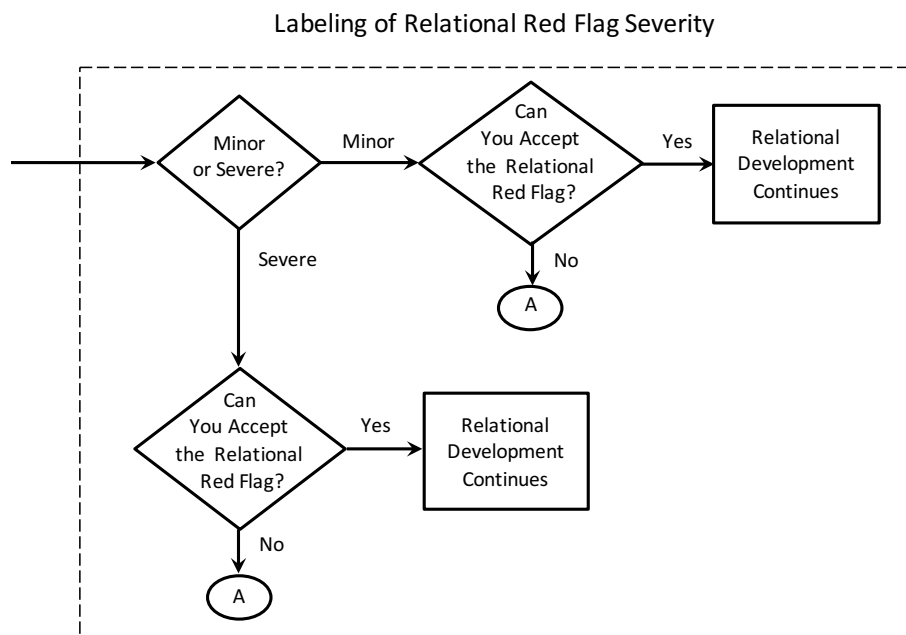 Labeling of Relational Red Flag Severity
Minor
or Severe?
Minor
Can
You Accept
the Relational
Red Flag?
Yes
Relational
Development
Continues
No
A
Severe
Can
You Accept
the Relational
Red Flag?
Yes
Relational
Development
Continues
No
A